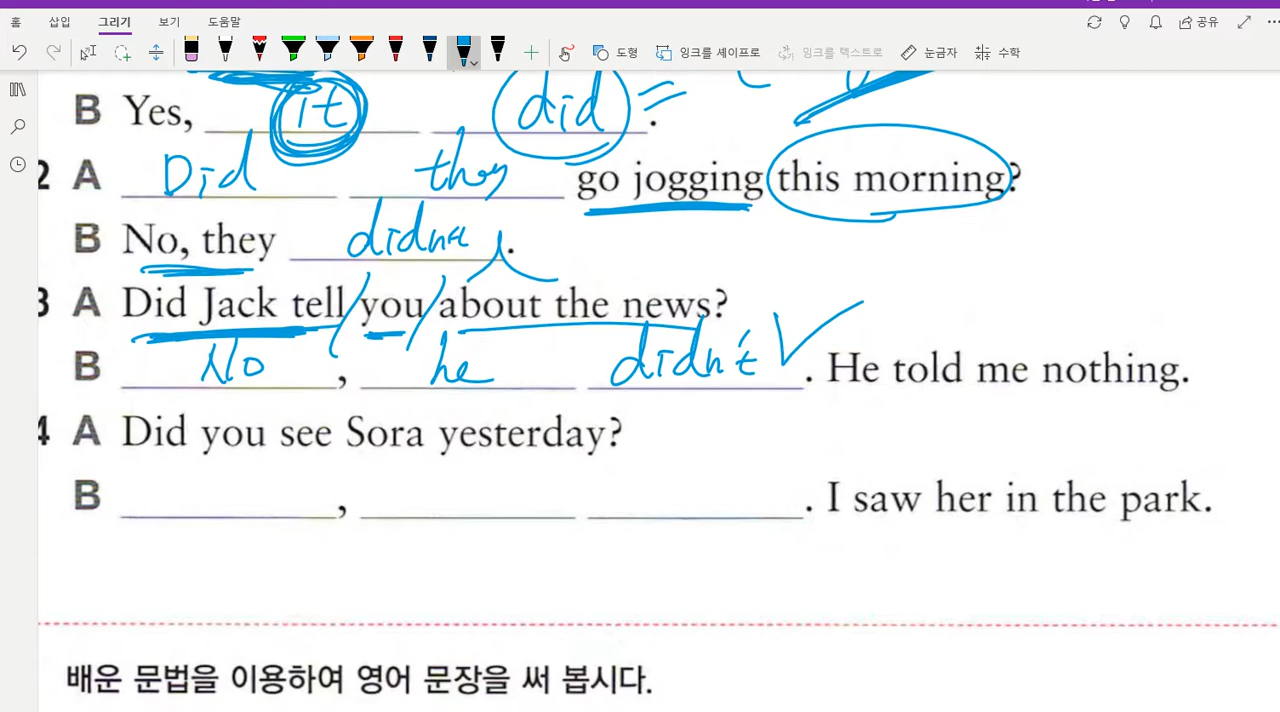 홈 삽입 그리기 보기 도움말 공유
도형 잉크를 셰이프로 잉크를 텍스트로 눈금자 수학
B Yes, it did.
2 A Did they go jogging this morning?
B No, they didn't.
3 A Did Jack tell / you / about the news?
B No, he didn't. He told me nothing.
4 A Did you see Sora yesterday?
B , . I saw her in the park.
배운 문법을 이용하여 영어 문장을 써 봅시다.